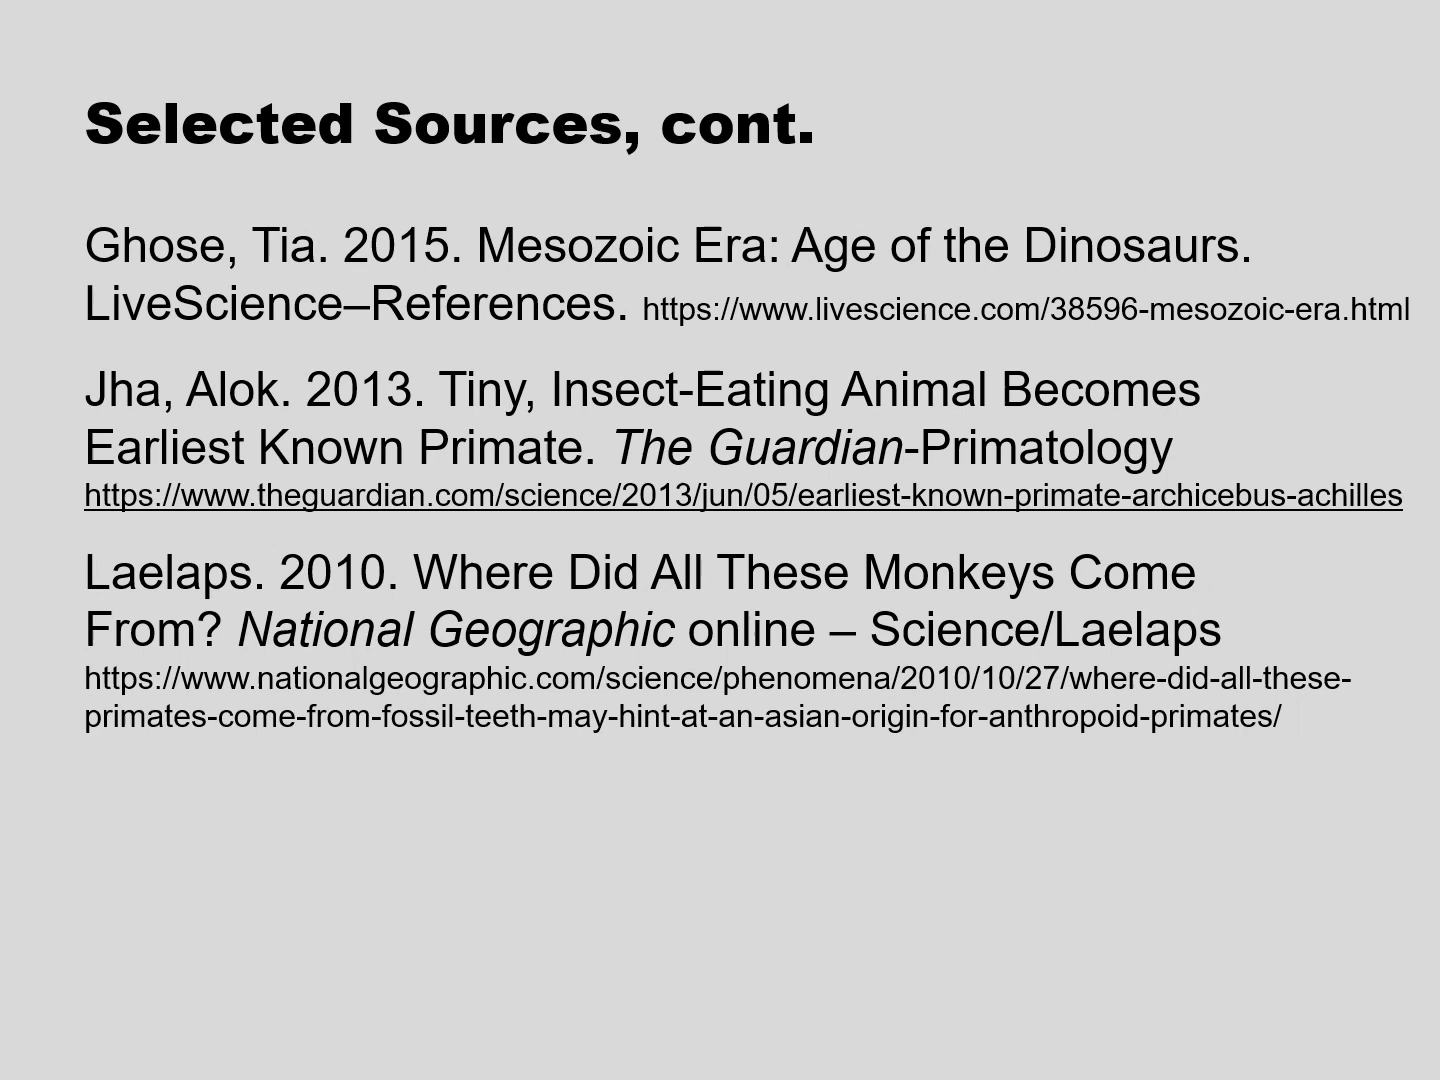 Selected Sources, cont.
Ghose, Tia. 2015. Mesozoic Era: Age of the Dinosaurs.
LiveScience–References. https://www.livescience.com/38596-mesozoic-era.html
Jha, Alok. 2013. Tiny, Insect-Eating Animal Becomes
Earliest Known Primate. The Guardian-Primatology
https://www.theguardian.com/science/2013/jun/05/earliest-known-primate-archicebus-achilles
Laelaps. 2010. Where Did All These Monkeys Come
From? National Geographic online – Science/Laelaps
https://www.nationalgeographic.com/science/phenomena/2010/10/27/where-did-all-these-
primates-come-from-fossil-teeth-may-hint-at-an-asian-origin-for-anthropoid-primates/